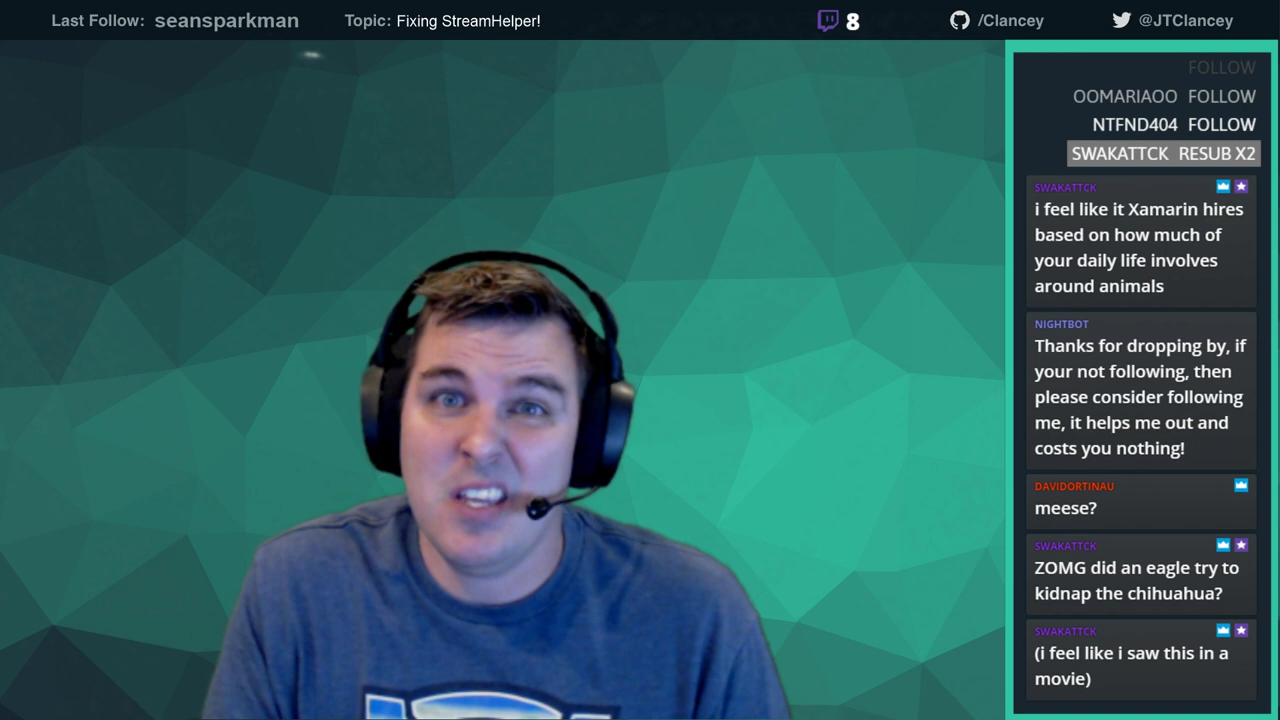 Last Follow: seansparkman
Topic: Fixing StreamHelper!
8
/Clancey
@JTClancey
FOLLOW
OOMARIAOO FOLLOW
NTFND404 FOLLOW
SWAKATTCK RESUB X2
SWAKATTCK
i feel like it Xamarin hires
based on how much of
your daily life involves
around animals
NIGHTBOT
Thanks for dropping by, if
your not following, then
please consider following
me, it helps me out and
costs you nothing!
DAVIDORTINAU
meese?
SWAKATTCK
ZOMG did an eagle try to
kidnap the chihuahua?
SWAKATTCK
(i feel like i saw this in a
movie)